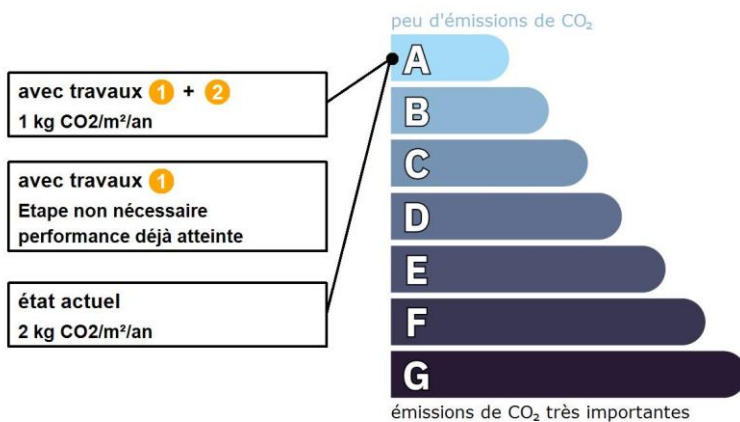 peu d'émissions de CO₂
avec travaux 1 + 2
1 kg CO2/m²/an
avec travaux 1
Etape non nécessaire
performance déjà atteinte
état actuel
2 kg CO2/m²/an
A
B
C
D
E
F
G
émissions de CO₂ très importantes